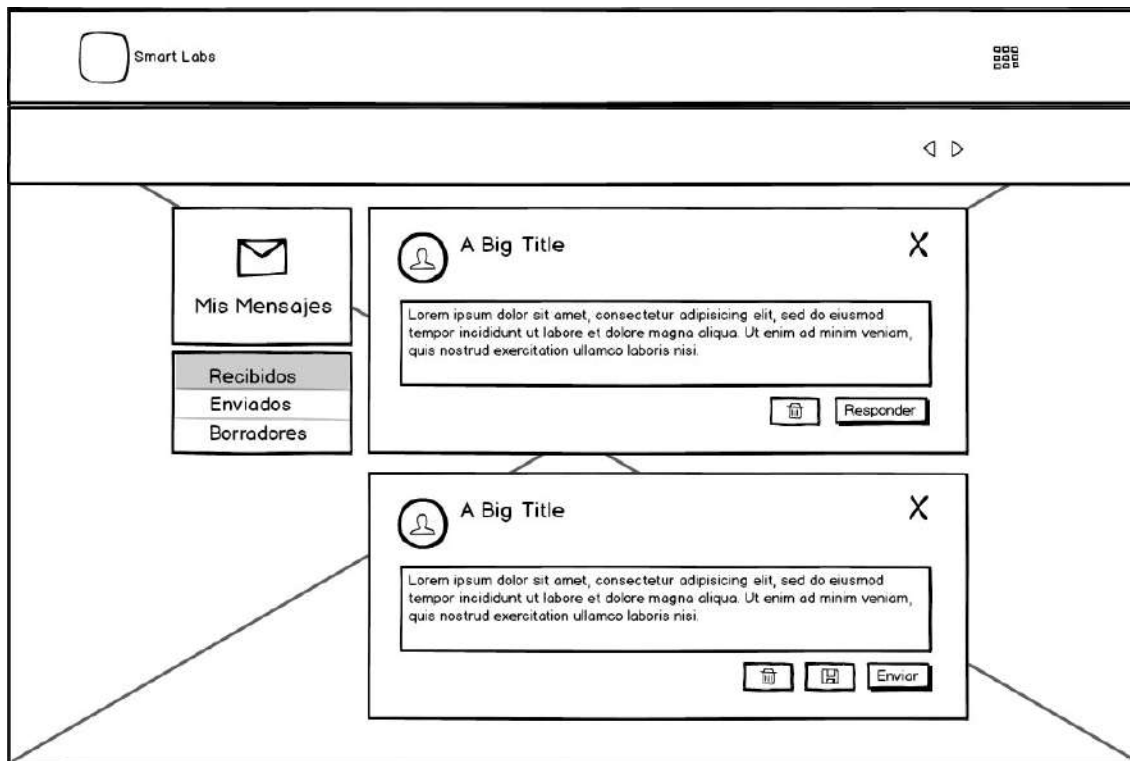 Smart Labs
Mis Mensajes
Recibidos
Enviados
Borradores
A Big Title
X
Lorem ipsum dolor sit amet, consectetur adipisicing elit, sed do eiusmod
tempor incididunt ut labore et dolore magna aliqua. Ut enim ad minim veniam,
quis nostrud exercitation ullamco laboris nisi.
Responder
A Big Title
X
Lorem ipsum dolor sit amet, consectetur adipisicing elit, sed do eiusmod
tempor incididunt ut labore et dolore magna aliqua. Ut enim ad minim veniam,
quis nostrud exercitation ullamco laboris nisi.
Enviar